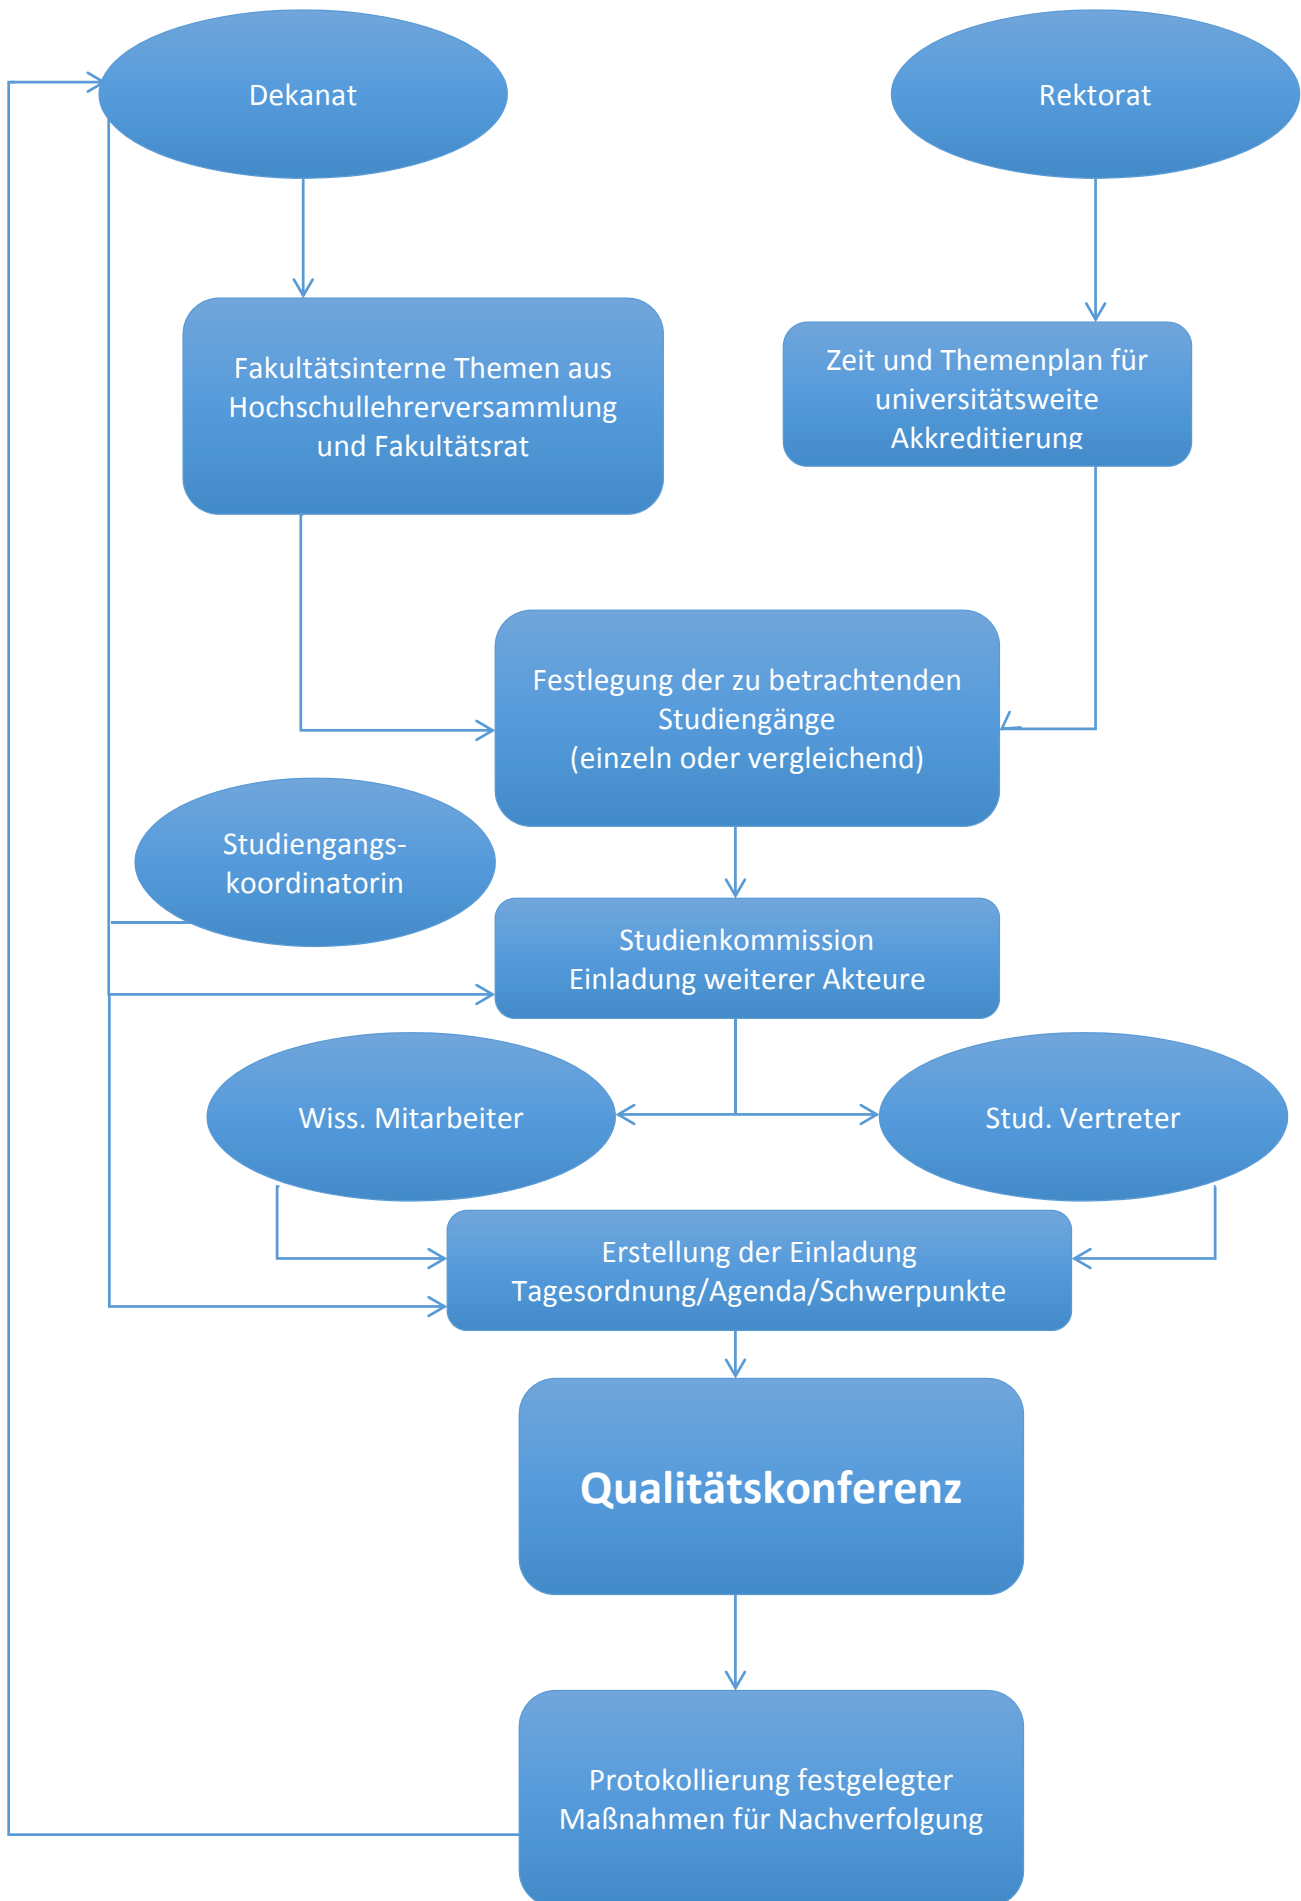 Dekanat
Rektorat
Fakultätsinterne Themen aus
Hochschullehrerversammlung
und Fakultätsrat
Zeit und Themenplan für
universitätsweite
Akkreditierung
Festlegung der zu betrachtenden
Studiengänge
(einzeln oder vergleichend)
Studiengangs-
koordinatorin
Studienkommission
Einladung weiterer Akteure
Wiss. Mitarbeiter
Stud. Vertreter
Erstellung der Einladung
Tagesordnung/Agenda/Schwerpunkte
Qualitätskonferenz
Protokollierung festgelegter
Maßnahmen für Nachverfolgung